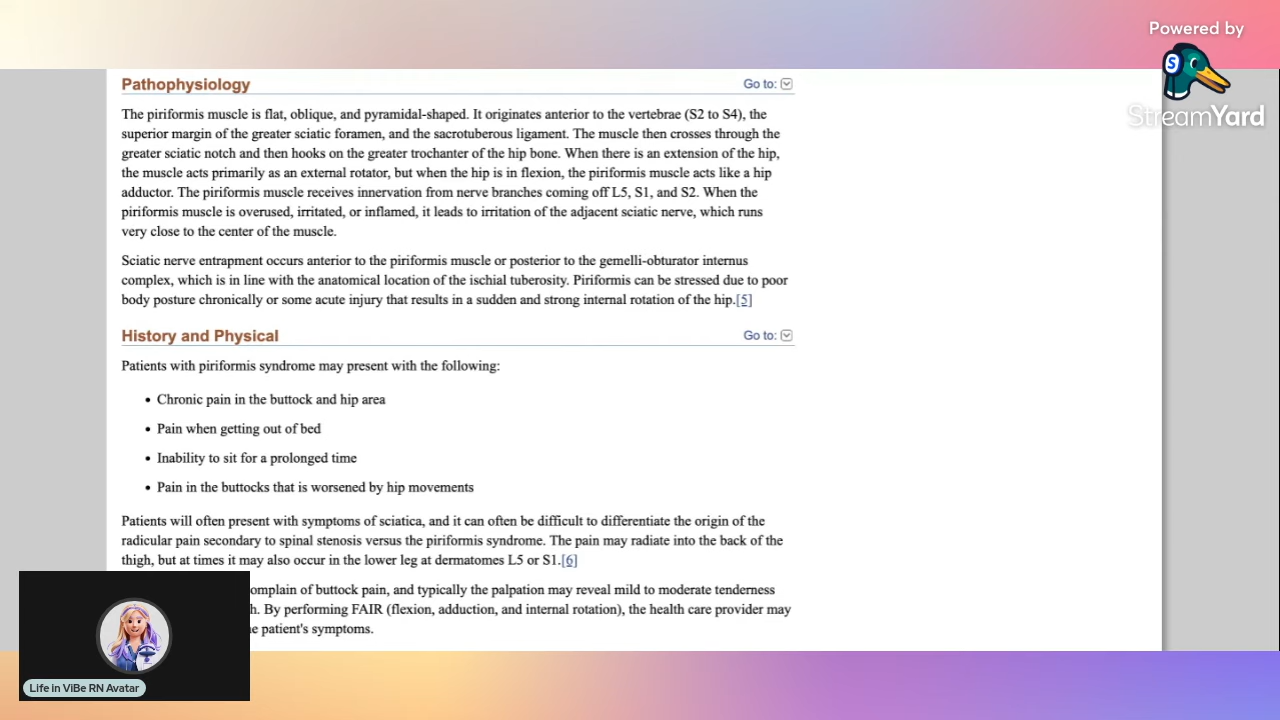 Powered by
S
StreamYard
Pathophysiology Go to:
The piriformis muscle is flat, oblique, and pyramidal-shaped. It originates anterior to the vertebrae (S2 to S4), the
superior margin of the greater sciatic foramen, and the sacrotuberous ligament. The muscle then crosses through the
greater sciatic notch and then hooks on the greater trochanter of the hip bone. When there is an extension of the hip,
the muscle acts primarily as an external rotator, but when the hip is in flexion, the piriformis muscle acts like a hip
adductor. The piriformis muscle receives innervation from nerve branches coming off L5, S1, and S2. When the
piriformis muscle is overused, irritated, or inflamed, it leads to irritation of the adjacent sciatic nerve, which runs
very close to the center of the muscle.
Sciatic nerve entrapment occurs anterior to the piriformis muscle or posterior to the gemelli-obturator internus
complex, which is in line with the anatomical location of the ischial tuberosity. Piriformis can be stressed due to poor
body posture chronically or some acute injury that results in a sudden and strong internal rotation of the hip.[5]
History and Physical Go to:
Patients with piriformis syndrome may present with the following:
• Chronic pain in the buttock and hip area
• Pain when getting out of bed
• Inability to sit for a prolonged time
• Pain in the buttocks that is worsened by hip movements
Patients will often present with symptoms of sciatica, and it can often be difficult to differentiate the origin of the
radicular pain secondary to spinal stenosis versus the piriformis syndrome. The pain may radiate into the back of the
thigh, but at times it may also occur in the lower leg at dermatomes L5 or S1.[6]
omplain of buttock pain, and typically the palpation may reveal mild to moderate tenderness
h. By performing FAIR (flexion, adduction, and internal rotation), the health care provider may
e patient's symptoms.
Life in ViBe RN Avatar